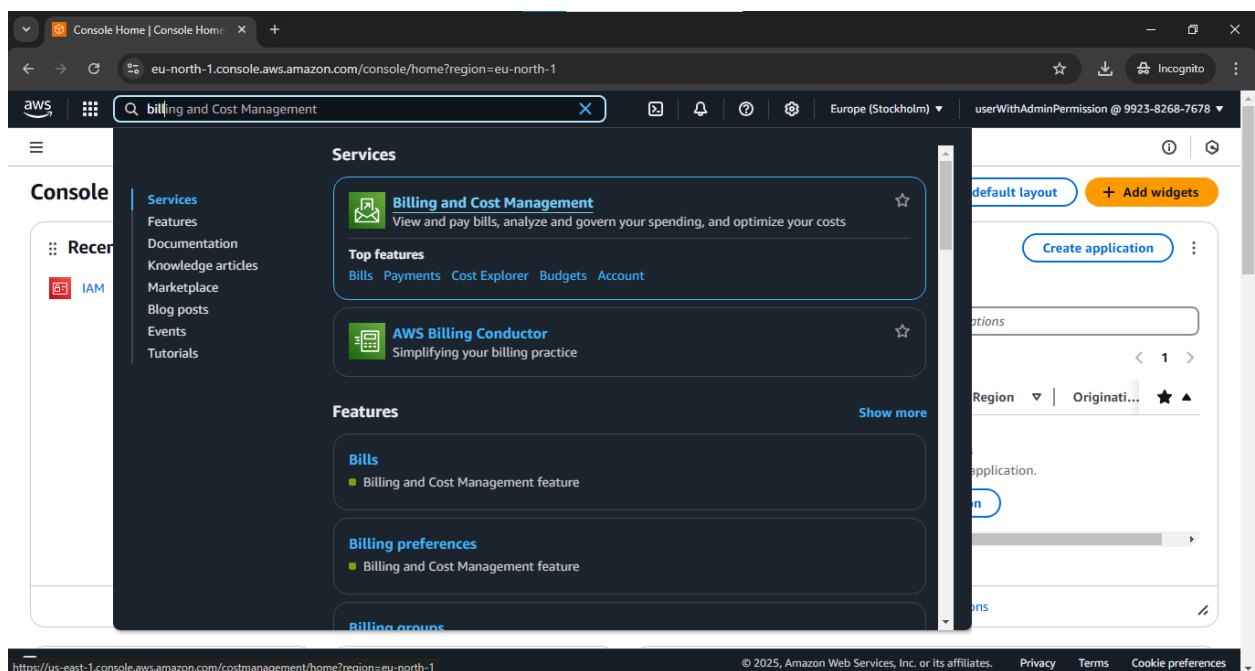 Console Home | Console Home
eu-north-1.console.aws.amazon.com/console/home?region=eu-north-1
Incognito
aws
billing and Cost Management
Europe (Stockholm)
userWithAdminPermission @ 9923-8268-7678
Console
default layout
+ Add widgets
Recen
IAM
Create application
ations
1
Region
Originati...
application.
on
ons
Services
Features
Documentation
Knowledge articles
Marketplace
Blog posts
Events
Tutorials
Services
Billing and Cost Management
View and pay bills, analyze and govern your spending, and optimize your costs
Top features
Bills Payments Cost Explorer Budgets Account
AWS Billing Conductor
Simplifying your billing practice
Features
Show more
Bills
Billing and Cost Management feature
Billing preferences
Billing and Cost Management feature
Billing groups
https://us-east-1.console.aws.amazon.com/costmanagement/home?region=eu-north-1
© 2025, Amazon Web Services, Inc. or its affiliates.
Privacy Terms Cookie preferences